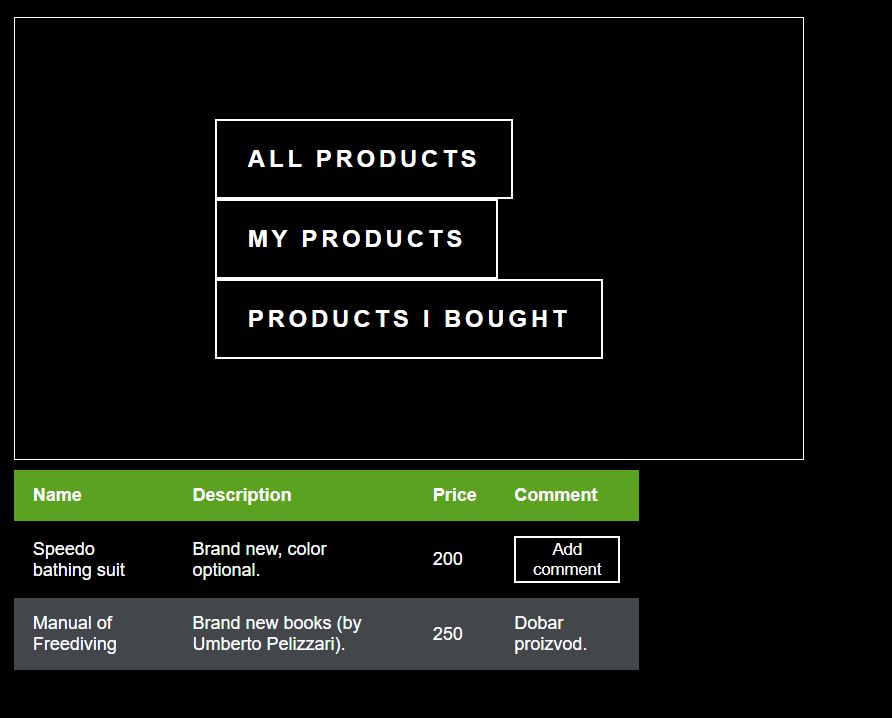 ALL PRODUCTS
MY PRODUCTS
PRODUCTS I BOUGHT
Name Description Price Comment
Speedo
bathing suit
Brand new, color
optional.
200
Add
comment
Manual of
Freediving
Brand new books (by
Umberto Pelizzari).
250
Dobar
proizvod.